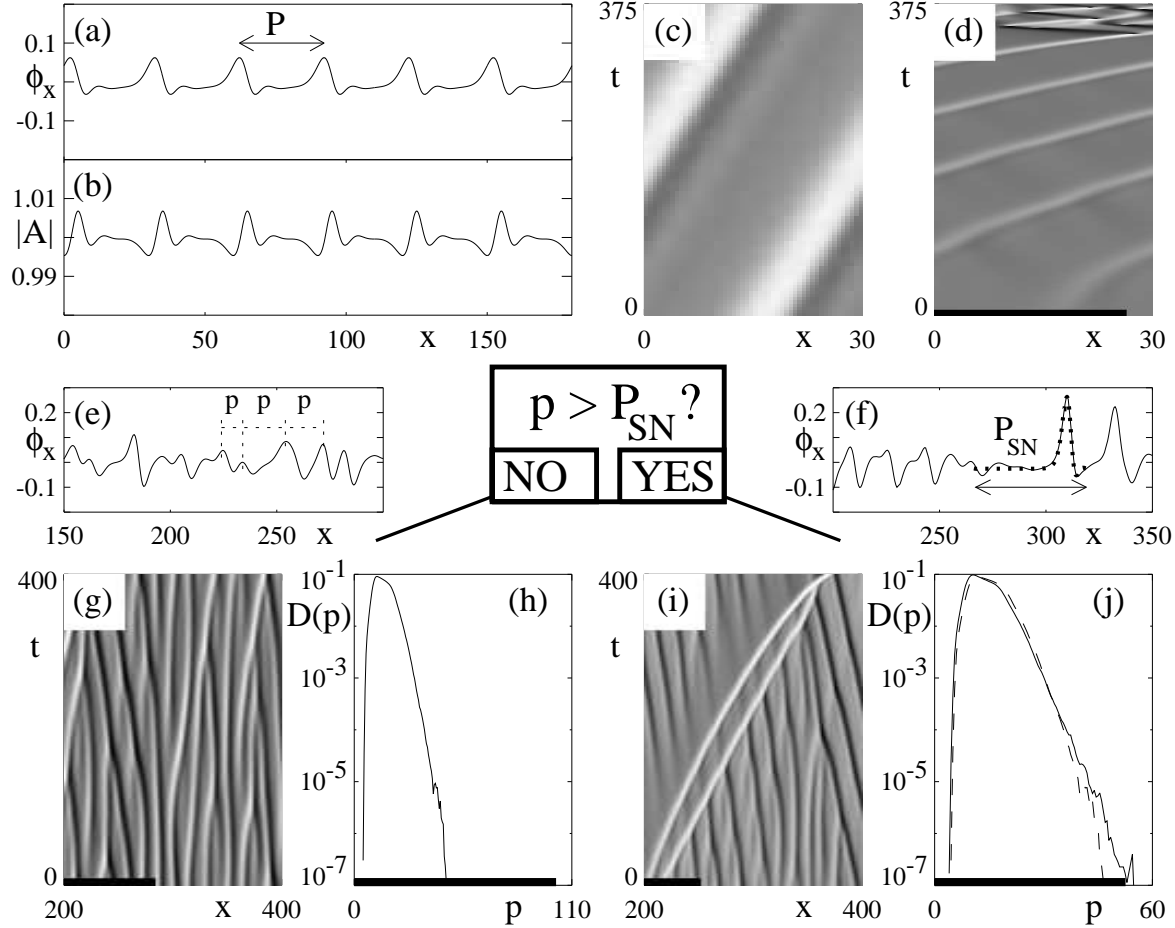 (a)
P
0.1
ϕx
-0.1
(b)
1.01
|A|
0.99
0 50 100 x 150
(c)
375
t
0
0 x 30
(d)
375
t
0
0 x 30
(e)
p p p
0.2
ϕx
-0.1
150 200 250 x
p > PSN ?
NO YES
(f)
0.2
ϕx
PSN
-0.1
250 x 300 350
(g)
400
t
0
200 x 400
(h)
10-1
D(p)
10-3
10-5
10-7
0 p 110
(i)
400
t
0
200 x 400
(j)
10-1
D(p)
10-3
10-5
10-7
0 p 60